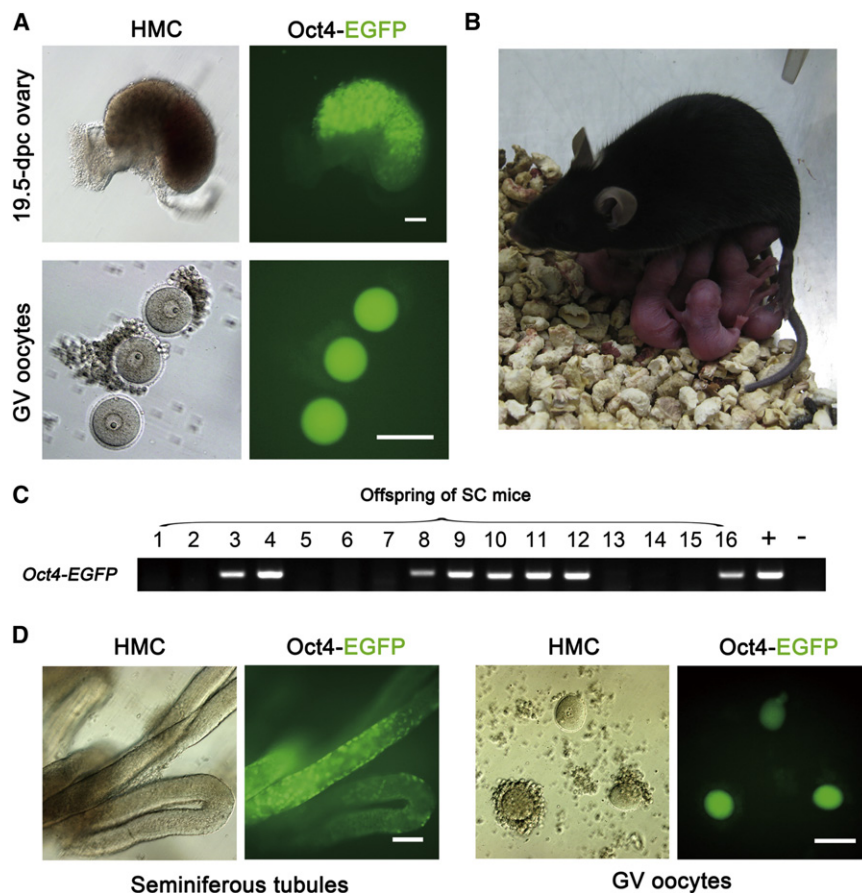 A
HMC Oct4-EGFP
19.5-dpc ovary
GV oocytes
B
C
Offspring of SC mice
1 2 3 4 5 6 7 8 9 10 11 12 13 14 15 16 + -
Oct4-EGFP
D
HMC Oct4-EGFP
Seminiferous tubules
HMC Oct4-EGFP
GV oocytes